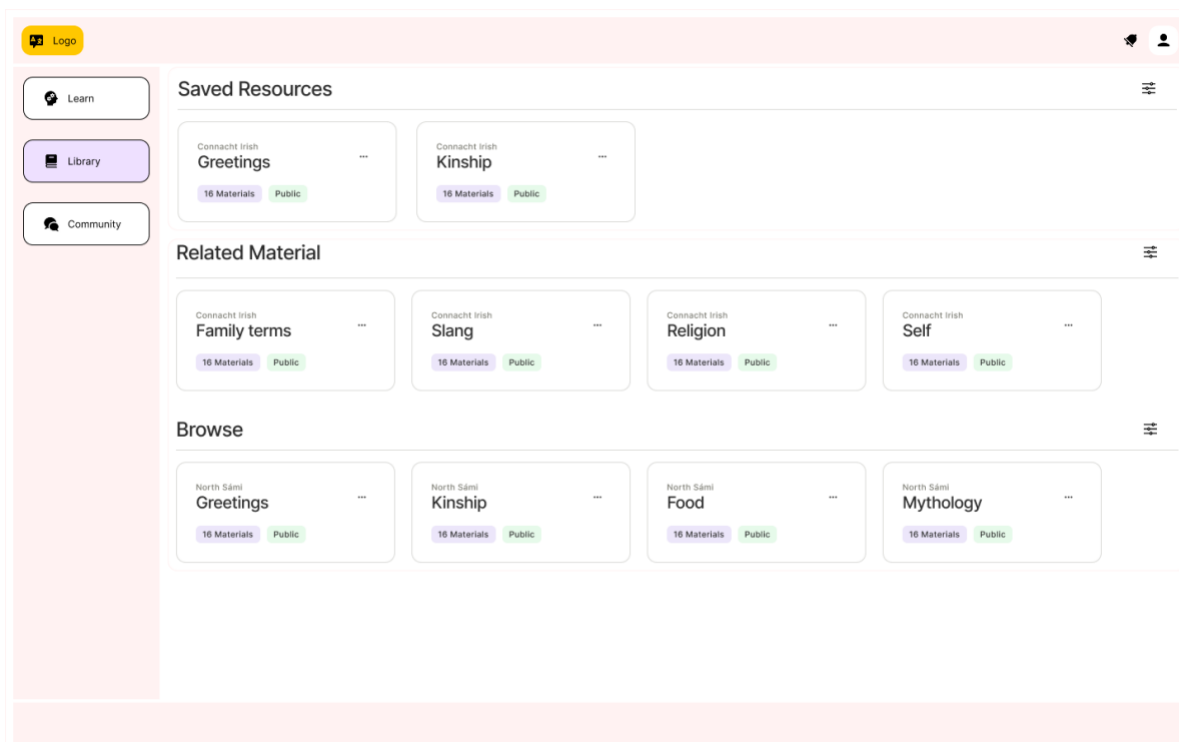 Logo
Learn
Library
Community
Saved Resources
Connacht Irish
Greetings
16 Materials Public
Connacht Irish
Kinship
16 Materials Public
Related Material
Connacht Irish
Family terms
16 Materials Public
Connacht Irish
Slang
16 Materials Public
Connacht Irish
Religion
16 Materials Public
Connacht Irish
Self
16 Materials Public
Browse
North Sámi
Greetings
16 Materials Public
North Sámi
Kinship
16 Materials Public
North Sámi
Food
16 Materials Public
North Sámi
Mythology
16 Materials Public